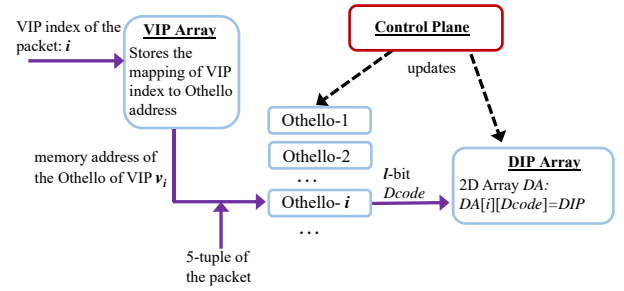 VIP index of the
packet: i
VIP Array
Stores the
mapping of VIP
index to Othello
address
Control Plane
updates
Othello-1
Othello-2
...
Othello- i
...
memory address of
the Othello of VIP vi
5-tuple of
the packet
l-bit
Dcode
DIP Array
2D Array DA:
DA[i][Dcode]=DIP